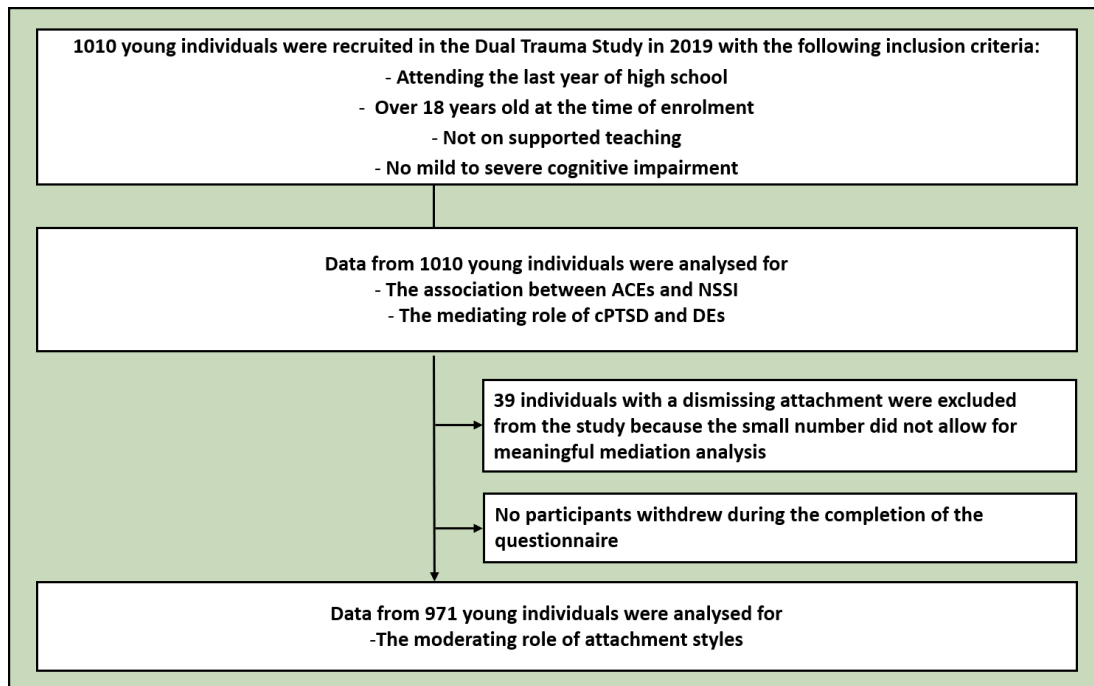 1010 young individuals were recruited in the Dual Trauma Study in 2019 with the following inclusion criteria:
- Attending the last year of high school
- Over 18 years old at the time of enrolment
- Not on supported teaching
- No mild to severe cognitive impairment
Data from 1010 young individuals were analysed for
- The association between ACEs and NSSI
- The mediating role of cPTSD and DEs
39 individuals with a dismissing attachment were excluded
from the study because the small number did not allow for
meaningful mediation analysis
No participants withdrew during the completion of the
questionnaire
Data from 971 young individuals were analysed for
-The moderating role of attachment styles